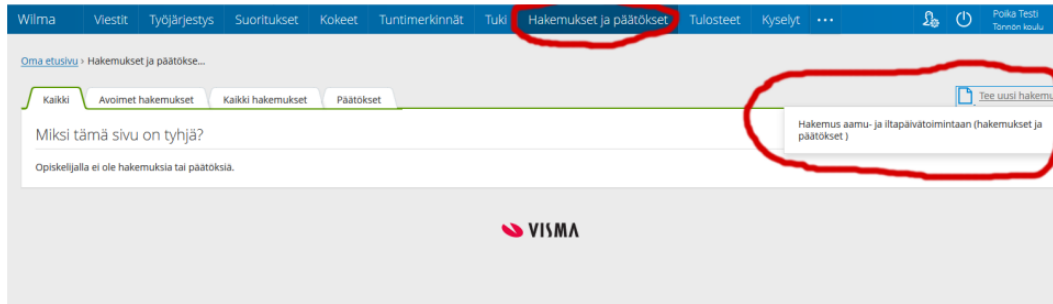 Wilma Viestit Työjärjestys Suoritukset Kokeet Tuntimerkinnät Tuki Hakemukset ja päätökset Tulosteet Kyselyt ... Poika Testi
Tönnön koulu
Oma etusivu › Hakemukset ja päätökse...
Kaikki Avoimet hakemukset Kaikki hakemukset Päätökset Tee uusi hakemu
Hakemus aamu- ja iltapäivätoimintaan (hakemukset ja
päätökset )
Miksi tämä sivu on tyhjä?
Opiskelijalla ei ole hakemuksia tai päätöksiä.
VISMA